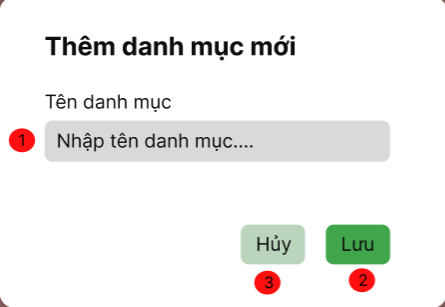 Thêm danh mục mới
Tên danh mục
1 Nhập tên danh mục....
Hủy Lưu
3 2